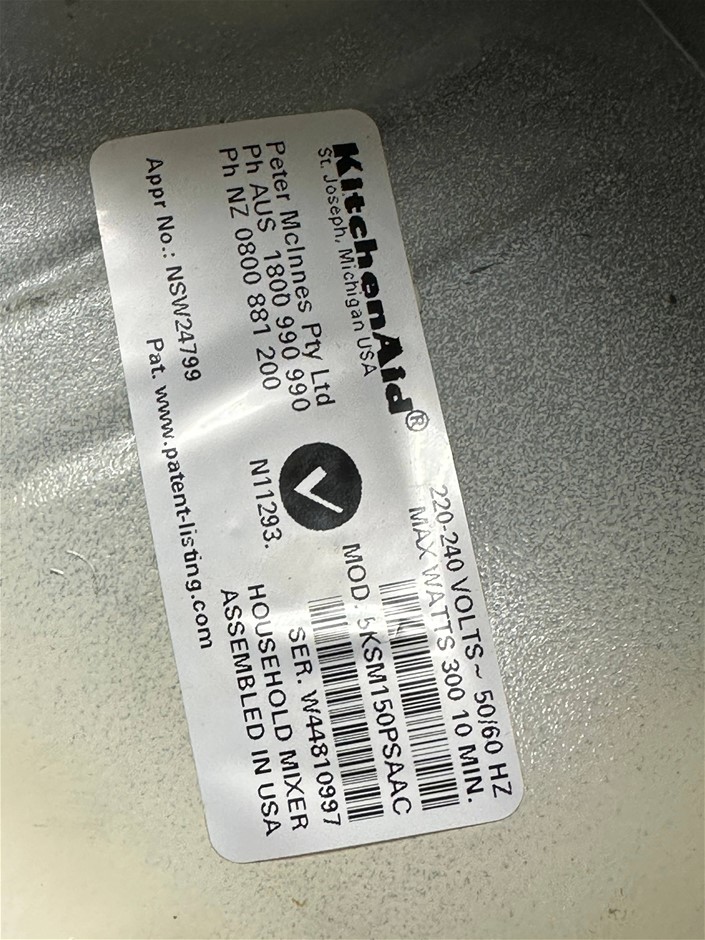 KitchenAid®
St. Joseph, Michigan USA
Peter McInnes Pty Ltd
Ph AUS 1800 990 990
Ph NZ 0800 881 200
Appr No.: NSW24799
Pat. www.patent-listing.com
N11293.
220-240 VOLTS~ 50/60 HZ
MAX WATTS 300 10 MIN.
MOD. 5KSM150PSAAC
SER. W44810997
HOUSEHOLD MIXER
ASSEMBLED IN USA